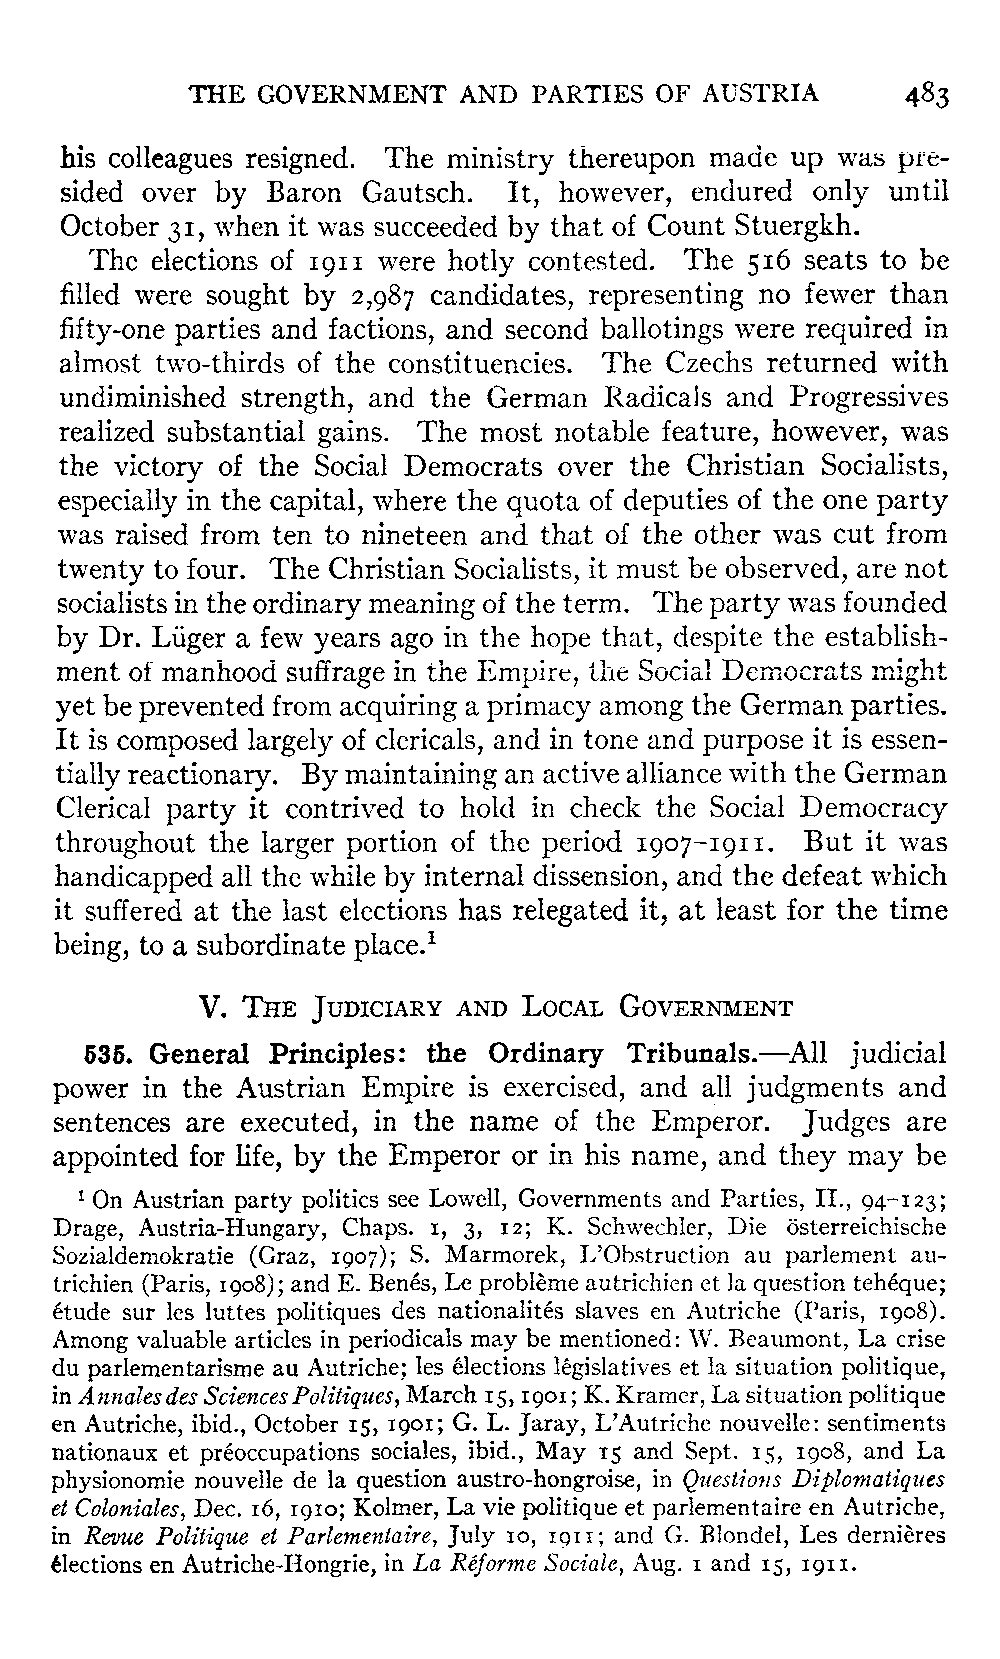 THE GOVERNMENT AND PARTIES OF AUSTRIA 483
his colleagues resigned. The ministry thereupon made up was pre-
sided over by Baron Gautsch. It, however, endured only until
October 31, when it was succeeded by that of Count Stuergkh.
The elections of 1911 were hotly contested. The 516 seats to be
filled were sought by 2,987 candidates, representing no fewer than
fifty-one parties and factions, and second ballotings were required in
almost two-thirds of the constituencies. The Czechs returned with
undiminished strength, and the German Radicals and Progressives
realized substantial gains. The most notable feature, however, was
the victory of the Social Democrats over the Christian Socialists,
especially in the capital, where the quota of deputies of the one party
was raised from ten to nineteen and that of the other was cut from
twenty to four. The Christian Socialists, it must be observed, are not
socialists in the ordinary meaning of the term. The party was founded
by Dr. Lüger a few years ago in the hope that, despite the establish-
ment of manhood suffrage in the Empire, the Social Democrats might
yet be prevented from acquiring a primacy among the German parties.
It is composed largely of clericals, and in tone and purpose it is essen-
tially reactionary. By maintaining an active alliance with the German
Clerical party it contrived to hold in check the Social Democracy
throughout the larger portion of the period 1907–1911. But it was
handicapped all the while by internal dissension, and the defeat which
it suffered at the last elections has relegated it, at least for the time
being, to a subordinate place.¹
V. THE JUDICIARY AND LOCAL GOVERNMENT
535. General Principles: the Ordinary Tribunals.—All judicial
power in the Austrian Empire is exercised, and all judgments and
sentences are executed, in the name of the Emperor. Judges are
appointed for life, by the Emperor or in his name, and they may be
¹ On Austrian party politics see Lowell, Governments and Parties, II., 94–123;
Drage, Austria-Hungary, Chaps. 1, 3, 12; K. Schwechler, Die österreichische
Sozialdemokratie (Graz, 1907); S. Marmorek, L'Obstruction au parlement au-
trichien (Paris, 1908); and E. Benés, Le problème autrichien et la question tchéque;
étude sur les luttes politiques des nationalités slaves en Autriche (Paris, 1908).
Among valuable articles in periodicals may be mentioned: W. Beaumont, La crise
du parlementarisme au Autriche; les élections législatives et la situation politique,
in Annales des Sciences Politiques, March 15, 1901; K. Kramer, La situation politique
en Autriche, ibid., October 15, 1901; G. L. Jaray, L'Autriche nouvelle: sentiments
nationaux et préoccupations sociales, ibid., May 15 and Sept. 15, 1908, and La
physionomie nouvelle de la question austro-hongroise, in Questions Diplomatiques
et Coloniales, Dec. 16, 1910; Kolmer, La vie politique et parlementaire en Autriche,
in Revue Politique et Parlementaire, July 10, 1911; and G. Blondel, Les dernières
élections en Autriche-Hongrie, in La Réforme Sociale, Aug. 1 and 15, 1911.